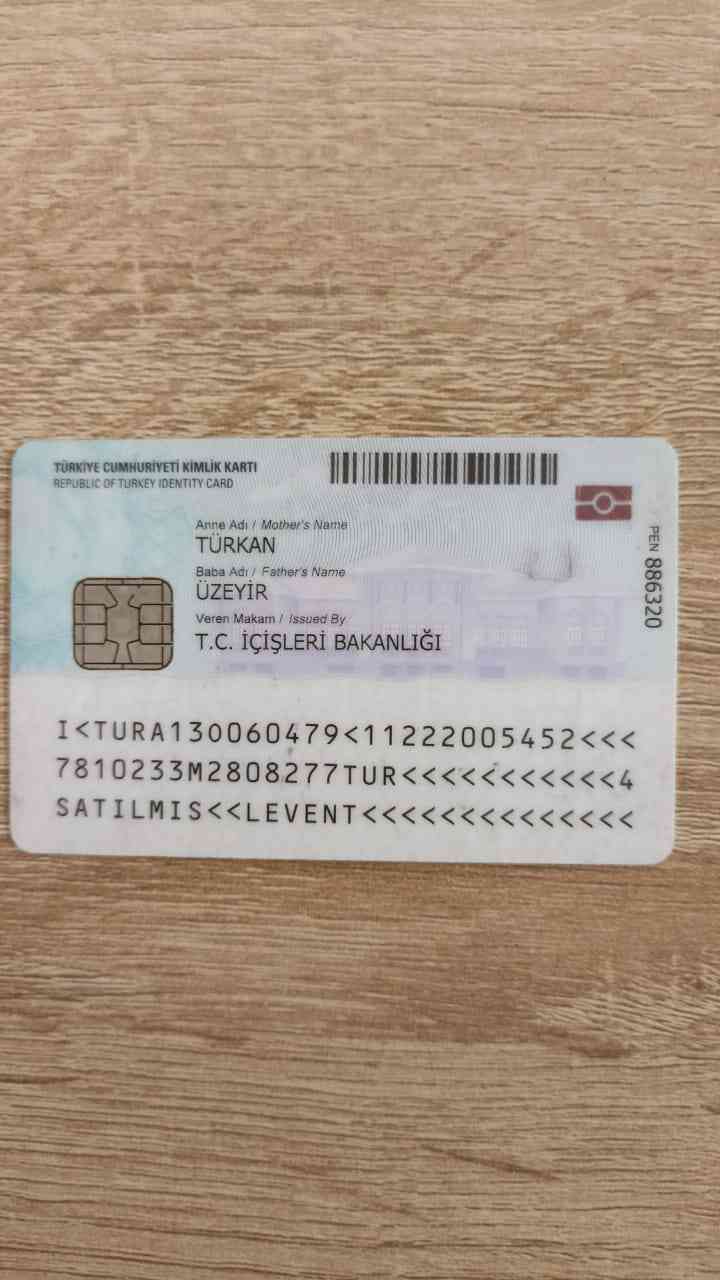 TÜRKİYE CUMHURİYETİ KİMLİK KARTI
REPUBLIC OF TURKEY IDENTITY CARD
Anne Adı / Mother's Name
TÜRKAN
Baba Adı / Father's Name
ÜZEYİR
Veren Makam / Issued By
T.C. İÇİŞLERİ BAKANLIĞI
PEN 886320
I<TURA130060479<11222005452<<<
7810233M2808277TUR<<<<<<<<<<<4
SATILMIS<<LEVENT<<<<<<<<<<<<<<